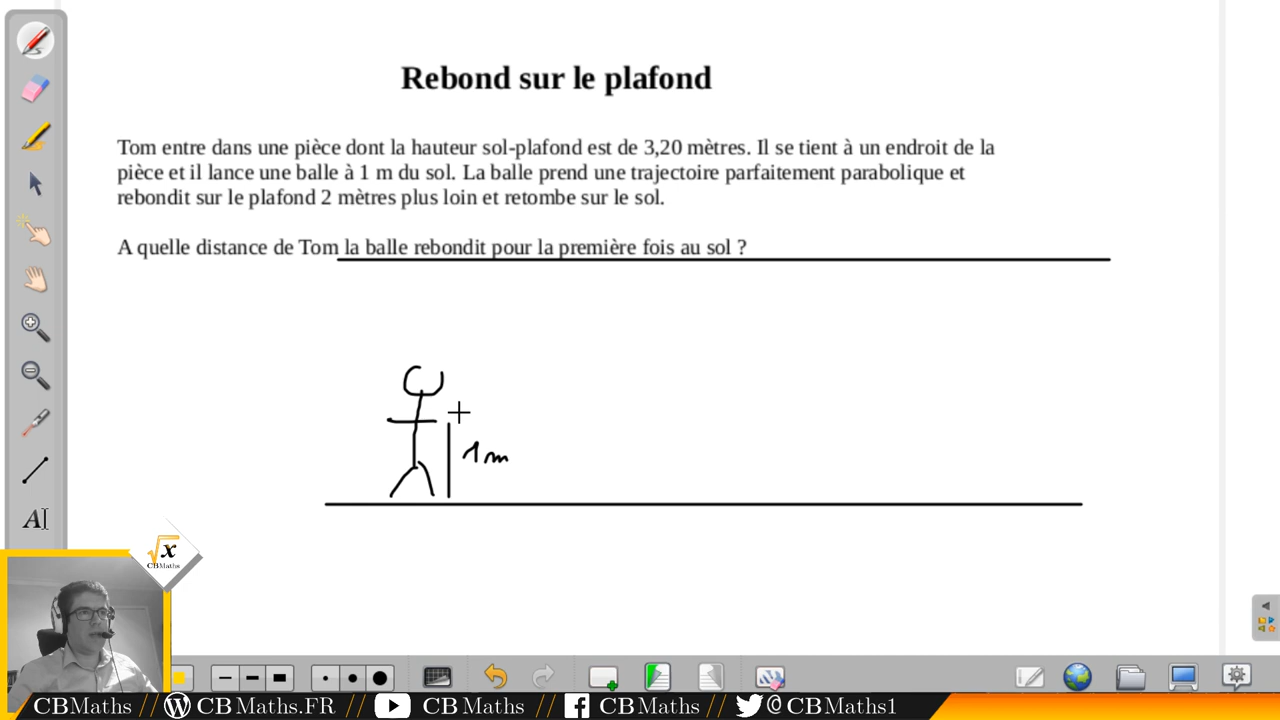 Rebond sur le plafond
Tom entre dans une pièce dont la hauteur sol-plafond est de 3,20 mètres. Il se tient à un endroit de la
pièce et il lance une balle à 1 m du sol. La balle prend une trajectoire parfaitement parabolique et
rebondit sur le plafond 2 mètres plus loin et retombe sur le sol.
A quelle distance de Tom la balle rebondit pour la première fois au sol ?
1m
AI
√x
CBMaths
CBMaths // CBMaths.FR // CBMaths // CBMaths // @CBMaths1